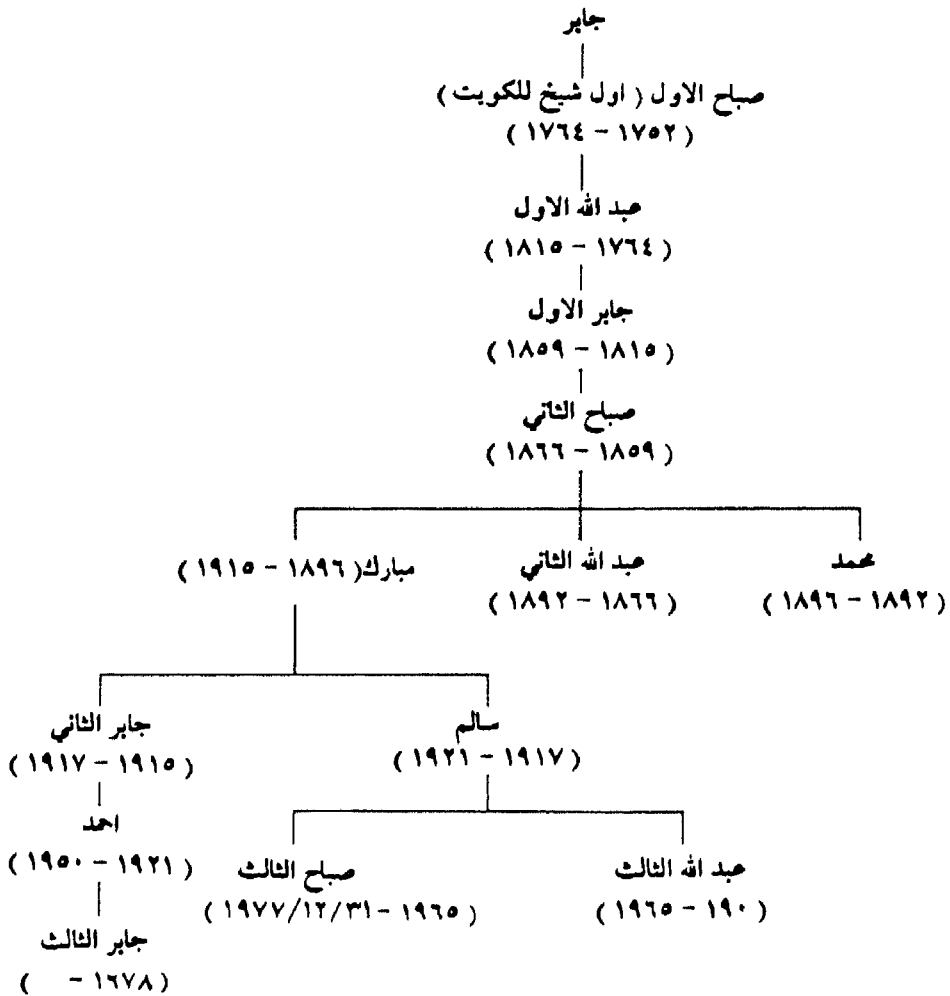 جابر
صباح الاول ( اول شيخ للكويت )
( ١٧٥٢ - ١٧٦٤ )
عبد الله الاول
( ١٧٦٤ - ١٨١٥ )
جابر الاول
( ١٨١٥ - ١٨٥٩ )
صباح الثاني
( ١٨٥٩ - ١٨٦٦ )
محمد
( ١٨٩٢ - ١٨٩٦ )
عبد الله الثاني
( ١٨٦٦ - ١٨٩٢ )
مبارك ( ١٨٩٦ - ١٩١٥ )
سالم
( ١٩١٧ - ١٩٢١ )
جابر الثاني
( ١٩١٥ - ١٩١٧ )
احمد
( ١٩٢١ - ١٩٥٠ )
عبد الله الثالث
( ١٩٠ - ١٩٦٥ )
صباح الثالث
( ١٩٦٥ - ١٩٧٧/١٢/٣١ )
جابر الثالث
( ١٦٧٨ - )